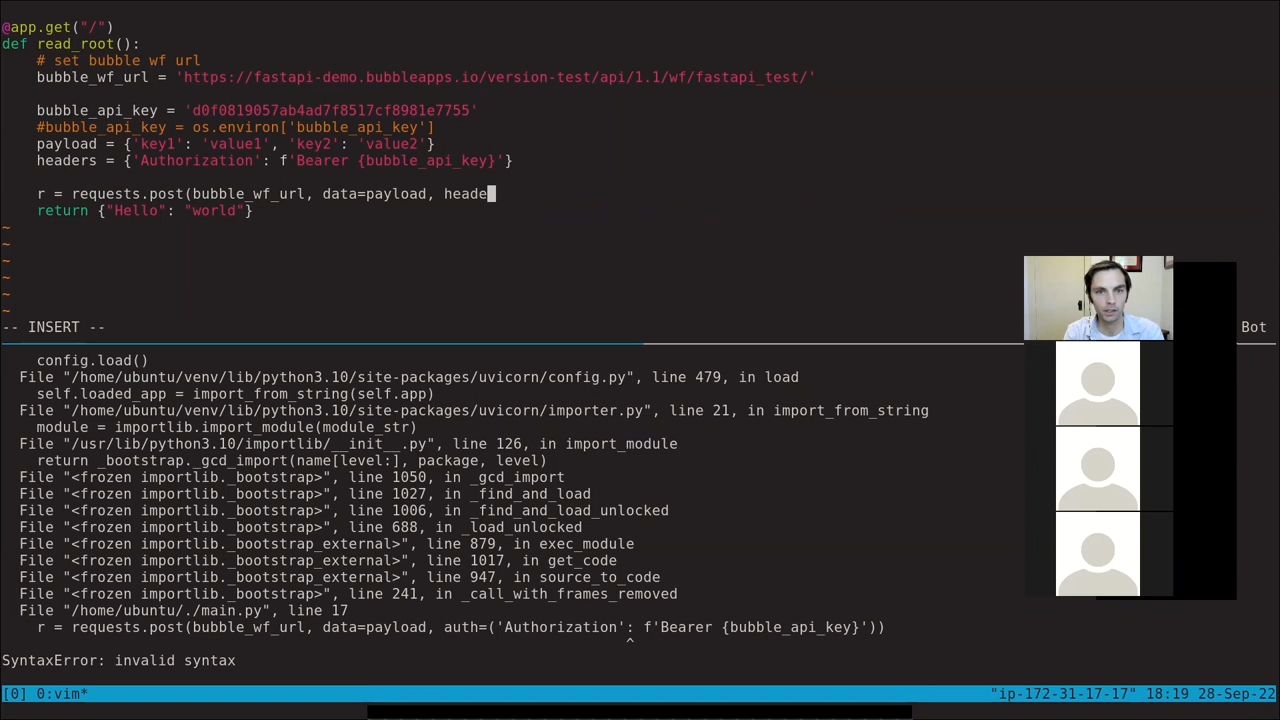 @app.get("/")
def read_root():
    # set bubble wf url
    bubble_wf_url = 'https://fastapi-demo.bubbleapps.io/version-test/api/1.1/wf/fastapi_test/'

    bubble_api_key = 'd0f0819057ab4ad7f8517cf8981e7755'
    #bubble_api_key = os.environ['bubble_api_key']
    payload = {'key1': 'value1', 'key2': 'value2'}
    headers = {'Authorization': f'Bearer {bubble_api_key}'}

    r = requests.post(bubble_wf_url, data=payload, heade
    return {"Hello": "world"}
~
~
~
~
~
~
-- INSERT -- Bot
    config.load()
  File "/home/ubuntu/venv/lib/python3.10/site-packages/uvicorn/config.py", line 479, in load
    self.loaded_app = import_from_string(self.app)
  File "/home/ubuntu/venv/lib/python3.10/site-packages/uvicorn/importer.py", line 21, in import_from_string
    module = importlib.import_module(module_str)
  File "/usr/lib/python3.10/importlib/__init__.py", line 126, in import_module
    return _bootstrap._gcd_import(name[level:], package, level)
  File "<frozen importlib._bootstrap>", line 1050, in _gcd_import
  File "<frozen importlib._bootstrap>", line 1027, in _find_and_load
  File "<frozen importlib._bootstrap>", line 1006, in _find_and_load_unlocked
  File "<frozen importlib._bootstrap>", line 688, in _load_unlocked
  File "<frozen importlib._bootstrap_external>", line 879, in exec_module
  File "<frozen importlib._bootstrap_external>", line 1017, in get_code
  File "<frozen importlib._bootstrap_external>", line 947, in source_to_code
  File "<frozen importlib._bootstrap>", line 241, in _call_with_frames_removed
  File "/home/ubuntu/./main.py", line 17
    r = requests.post(bubble_wf_url, data=payload, auth=('Authorization': f'Bearer {bubble_api_key}'))
                                                                        ^
SyntaxError: invalid syntax
[0] 0:vim* "ip-172-31-17-17" 18:19 28-Sep-22